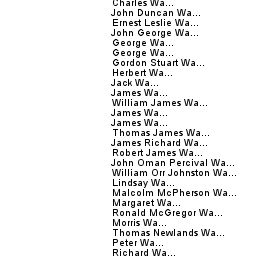 Charles Wa...
John Duncan Wa...
Ernest Leslie Wa...
John George Wa...
George Wa...
George Wa...
Gordon Stuart Wa...
Herbert Wa...
Jack Wa...
James Wa...
William James Wa...
James Wa...
James Wa...
Thomas James Wa...
James Richard Wa...
Robert James Wa...
John Oman Percival Wa...
William Orr Johnston Wa...
Lindsay Wa...
Malcolm McPherson Wa...
Margaret Wa...
Ronald McGregor Wa...
Morris Wa...
Thomas Newlands Wa...
Peter Wa...
Richard Wa...